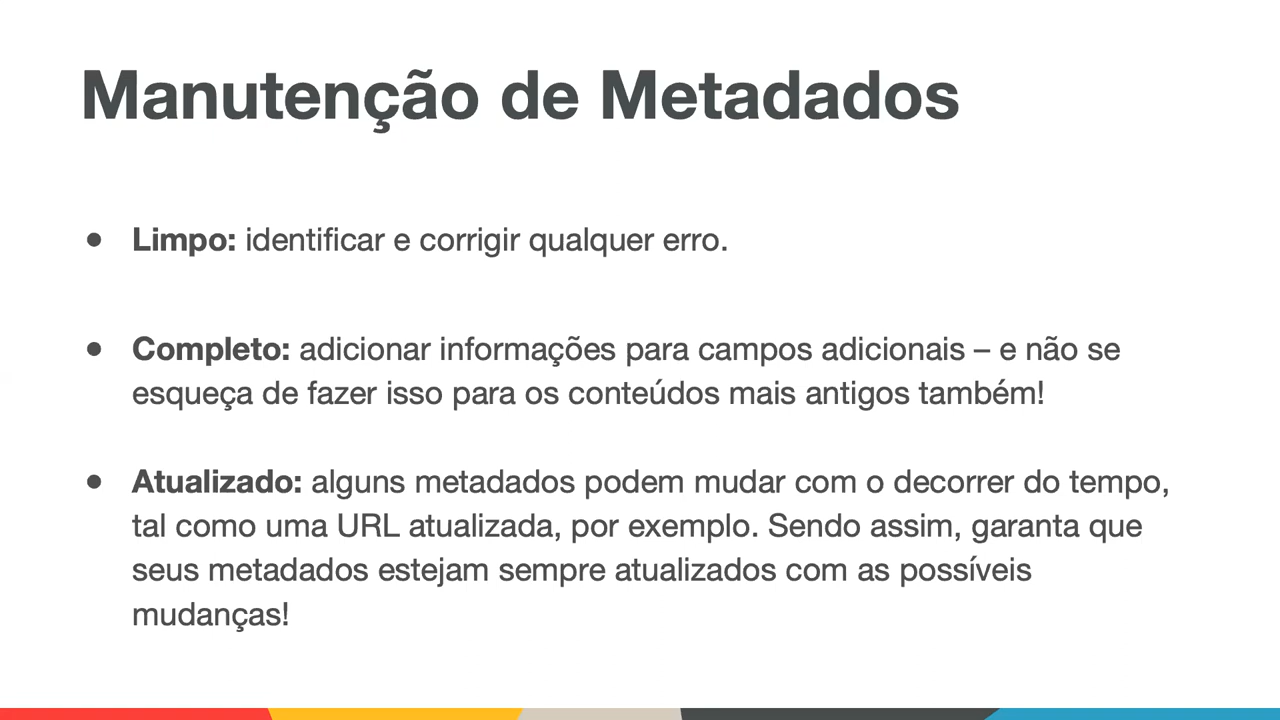 Manutenção de Metadados
● Limpo: identificar e corrigir qualquer erro.
● Completo: adicionar informações para campos adicionais – e não se
esqueça de fazer isso para os conteúdos mais antigos também!
● Atualizado: alguns metadados podem mudar com o decorrer do tempo,
tal como uma URL atualizada, por exemplo. Sendo assim, garanta que
seus metadados estejam sempre atualizados com as possíveis
mudanças!